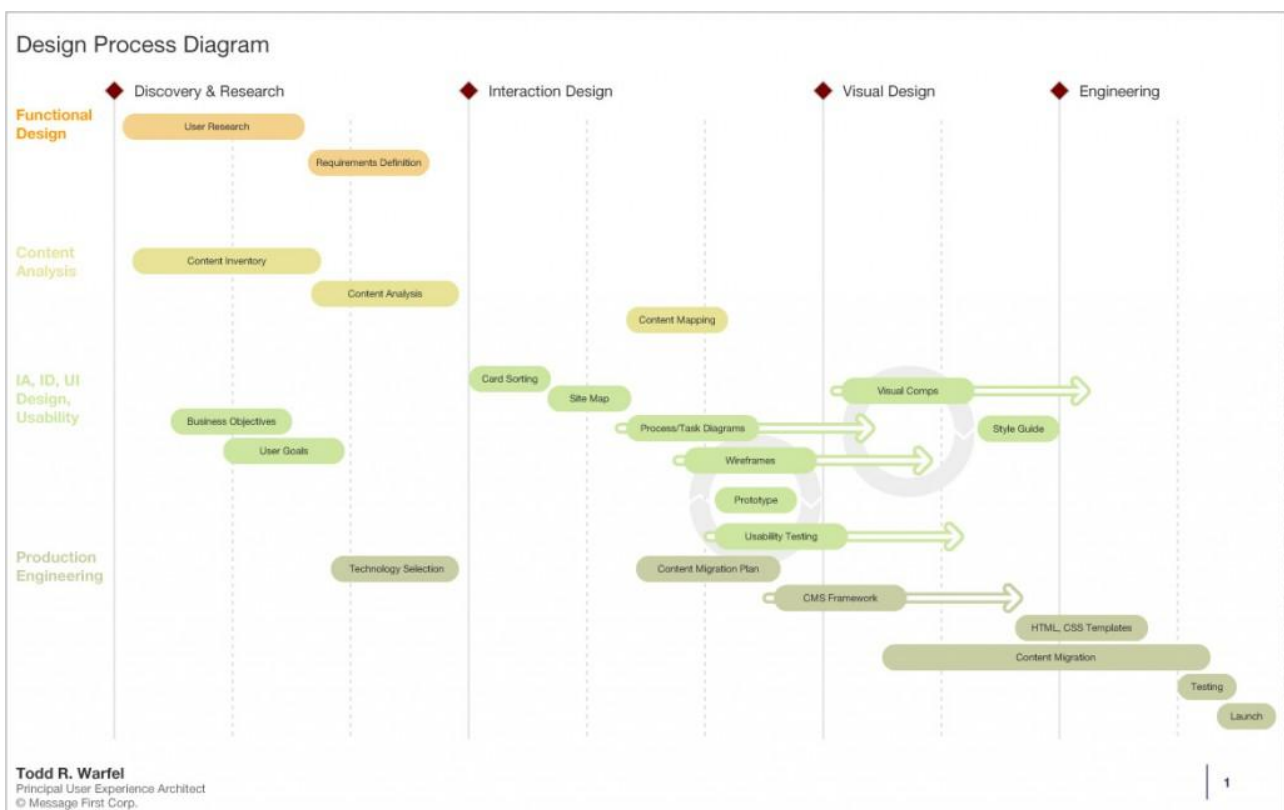 Design Process Diagram
Discovery & Research
Interaction Design
Visual Design
Engineering
Functional
Design
User Research
Requirements Definition
Content
Analysis
Content Inventory
Content Analysis
Content Mapping
IA, ID, UI
Design,
Usability
Card Sorting
Visual Comps
Site Map
Business Objectives
Process/Task Diagrams
Style Guide
User Goals
Wireframes
Prototype
Usability Testing
Production
Engineering
Technology Selection
Content Migration Plan
CMS Framework
HTML, CSS Templates
Content Migration
Testing
Launch
Todd R. Warfel
Principal User Experience Architect
© Message First Corp.
1